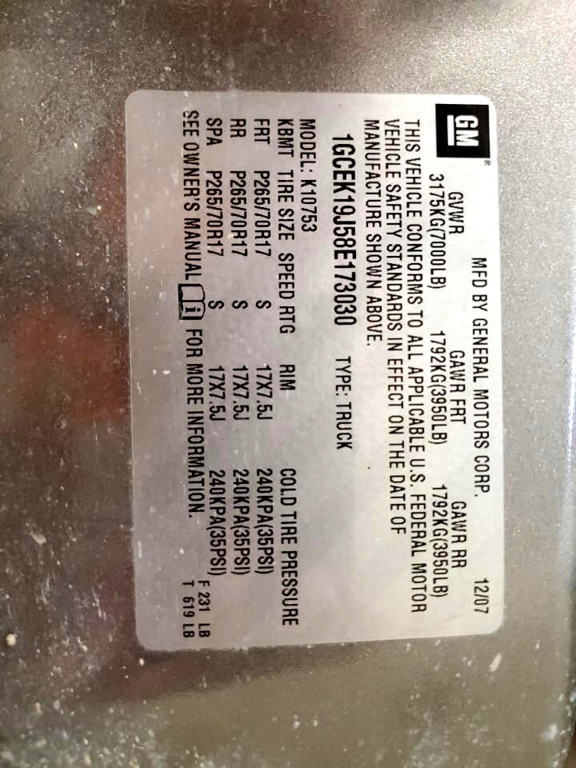 GM ® MFD BY GENERAL MOTORS CORP. 12/07
GVWR GAWR FRT GAWR RR
3175KG(7000LB) 1792KG(3950LB) 1792KG(3950LB)
THIS VEHICLE CONFORMS TO ALL APPLICABLE U.S. FEDERAL MOTOR
VEHICLE SAFETY STANDARDS IN EFFECT ON THE DATE OF
MANUFACTURE SHOWN ABOVE.
1GCEK19J58E173030 TYPE: TRUCK
MODEL: K10753
KBMT TIRE SIZE SPEED RTG RIM COLD TIRE PRESSURE
FRT P265/70R17 S 17X7.5J 240KPA(35PSI)
RR P265/70R17 S 17X7.5J 240KPA(35PSI)
SPA P265/70R17 S 17X7.5J 240KPA(35PSI)
SEE OWNER'S MANUAL i FOR MORE INFORMATION.
F 231 LB
T 619 LB